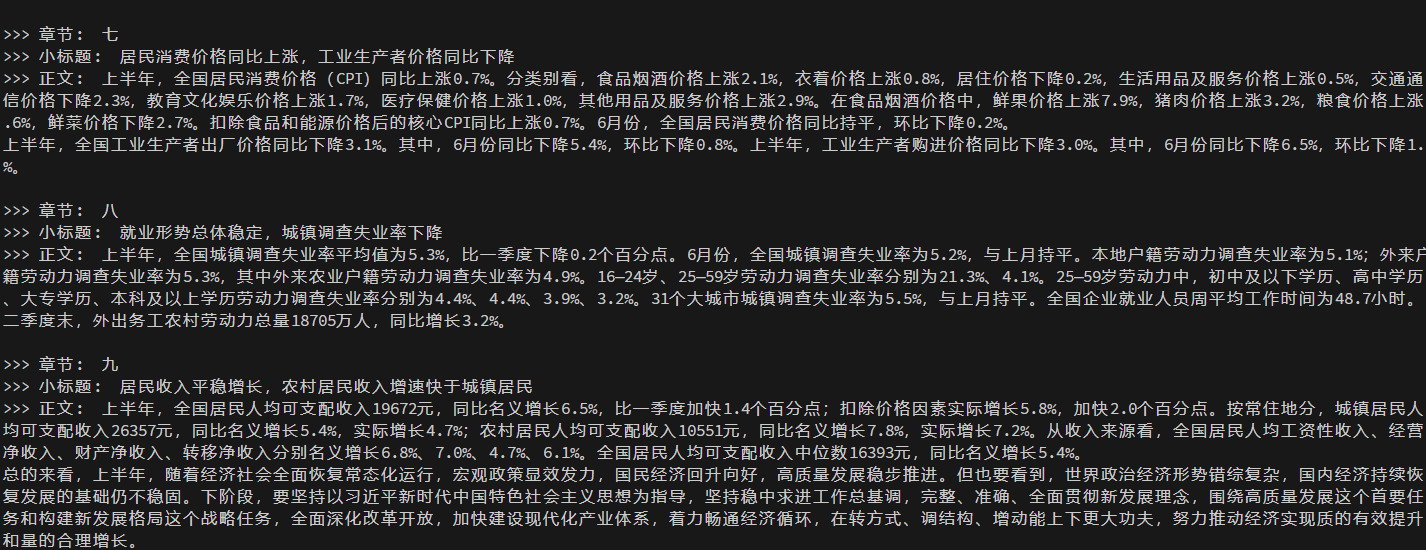 >>> 章节: 七
>>> 小标题: 居民消费价格同比上涨，工业生产者价格同比下降
>>> 正文: 上半年，全国居民消费价格（CPI）同比上涨0.7%。分类别看，食品烟酒价格上涨2.1%，衣着价格上涨0.8%，居住价格下降0.2%，生活用品及服务价格上涨0.5%，交通通
信价格下降2.3%，教育文化娱乐价格上涨1.7%，医疗保健价格上涨1.0%，其他用品及服务价格上涨2.9%。在食品烟酒价格中，鲜果价格上涨7.9%，猪肉价格上涨3.2%，粮食价格上涨
.6%，鲜菜价格下降2.7%。扣除食品和能源价格后的核心CPI同比上涨0.7%。6月份，全国居民消费价格同比持平，环比下降0.2%。
上半年，全国工业生产者出厂价格同比下降3.1%。其中，6月份同比下降5.4%，环比下降0.8%。上半年，工业生产者购进价格同比下降3.0%。其中，6月份同比下降6.5%，环比下降1.
%。
>>> 章节: 八
>>> 小标题: 就业形势总体稳定，城镇调查失业率下降
>>> 正文: 上半年，全国城镇调查失业率平均值为5.3%，比一季度下降0.2个百分点。6月份，全国城镇调查失业率为5.2%，与上月持平。本地户籍劳动力调查失业率为5.1%；外来户
籍劳动力调查失业率为5.3%，其中外来农业户籍劳动力调查失业率为4.9%。16—24岁、25—59岁劳动力调查失业率分别为21.3%、4.1%。25—59岁劳动力中，初中及以下学历、高中学历
、大专学历、本科及以上学历劳动力调查失业率分别为4.4%、4.4%、3.9%、3.2%。31个大城市城镇调查失业率为5.5%，与上月持平。全国企业就业人员周平均工作时间为48.7小时。
二季度末，外出务工农村劳动力总量18705万人，同比增长3.2%。
>>> 章节: 九
>>> 小标题: 居民收入平稳增长，农村居民收入增速快于城镇居民
>>> 正文: 上半年，全国居民人均可支配收入19672元，同比名义增长6.5%，比一季度加快1.4个百分点；扣除价格因素实际增长5.8%，加快2.0个百分点。按常住地分，城镇居民人
均可支配收入26357元，同比名义增长5.4%，实际增长4.7%；农村居民人均可支配收入10551元，同比名义增长7.8%，实际增长7.2%。从收入来源看，全国居民人均工资性收入、经营
净收入、财产净收入、转移净收入分别名义增长6.8%、7.0%、4.7%、6.1%。全国居民人均可支配收入中位数16393元，同比名义增长5.4%。
总的来看，上半年，随着经济社会全面恢复常态化运行，宏观政策显效发力，国民经济回升向好，高质量发展稳步推进。但也要看到，世界政治经济形势错综复杂，国内经济持续恢
复发展的基础仍不稳固。下阶段，要坚持以习近平新时代中国特色社会主义思想为指导，坚持稳中求进工作总基调，完整、准确、全面贯彻新发展理念，围绕高质量发展这个首要任
务和构建新发展格局这个战略任务，全面深化改革开放，加快建设现代化产业体系，着力畅通经济循环，在转方式、调结构、增动能上下更大功夫，努力推动经济实现质的有效提升
和量的合理增长。